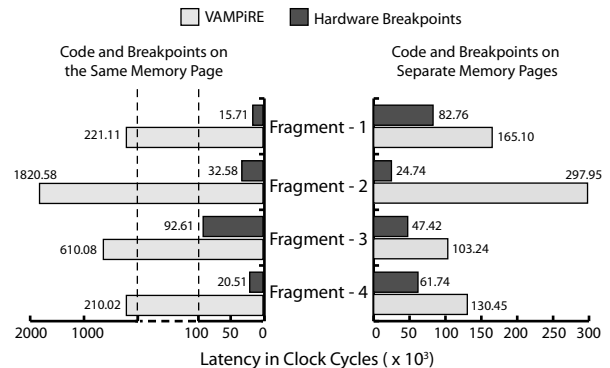 VAMPiRE Hardware Breakpoints
Code and Breakpoints on
the Same Memory Page
Code and Breakpoints on
Separate Memory Pages
15.71
Fragment - 1
82.76
221.11
165.10
1820.58
32.58
Fragment - 2
24.74
297.95
92.61
Fragment - 3
47.42
610.08
103.24
20.51
Fragment - 4
61.74
210.02
130.45
2000 1000 100 50 0
0 50 100 150 200 250 300
Latency in Clock Cycles ( x 10³)